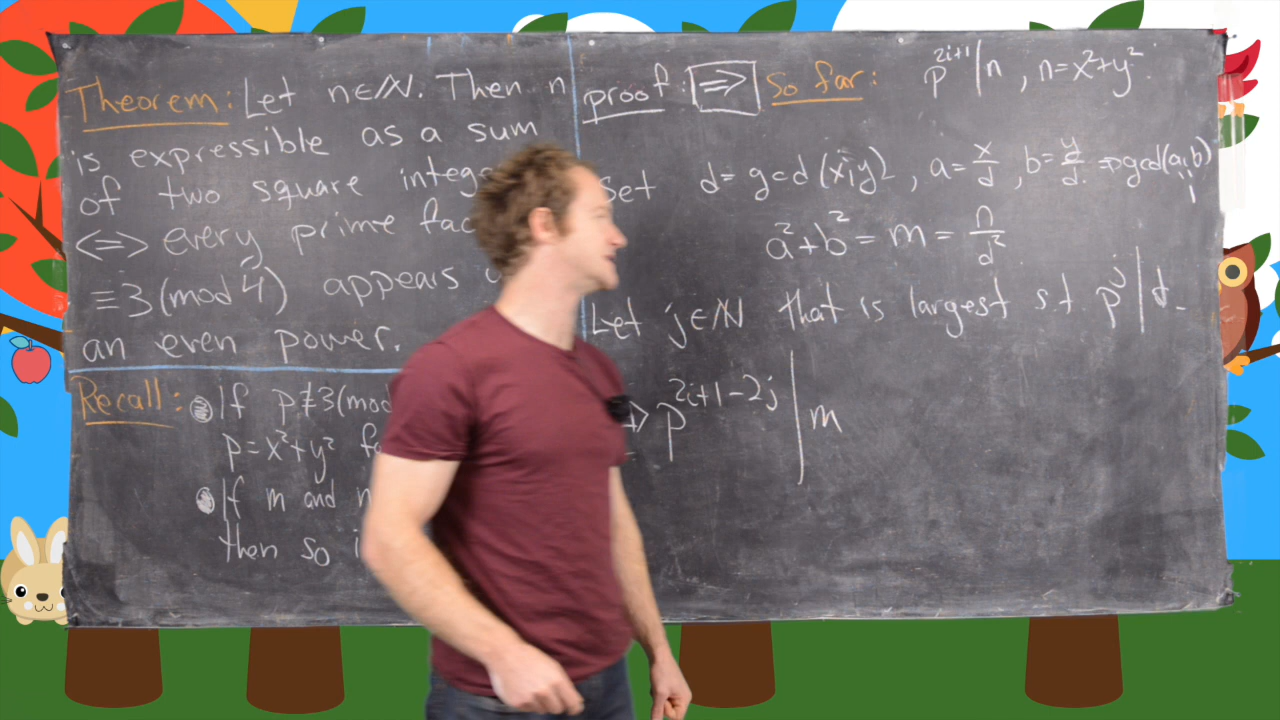 Theorem: Let n∈ℕ. Then n
is expressible as a sum
of two square
<=> every prime
≡3(mod 4) appears
an even power.
Recall: If p≢3(mod
p=x²+y²
If m and
then so
proof: => So far: p^{2i+1}|n , n=x²+y².
Set d=gcd(x,y), a=x/d, b=y/d. ⇒gcd(a,b)=1
a²+b²=m=n/d²
Let j∈ℕ that is largest s.t. p^j|d.
p^{2i+1-2j}|m